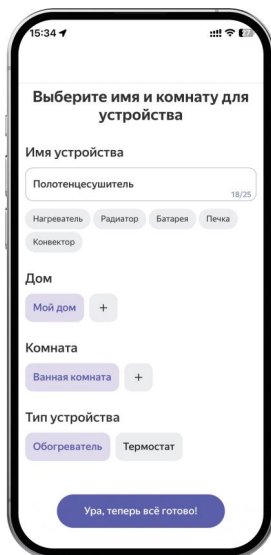 15:34
27
Выберите имя и комнату для
устройства
Имя устройства
Полотенцесушитель
18/25
Нагреватель Радиатор Батарея Печка
Конвектор
Дом
Мой дом +
Комната
Ванная комната +
Тип устройства
Обогреватель Термостат
Ура, теперь всё готово!